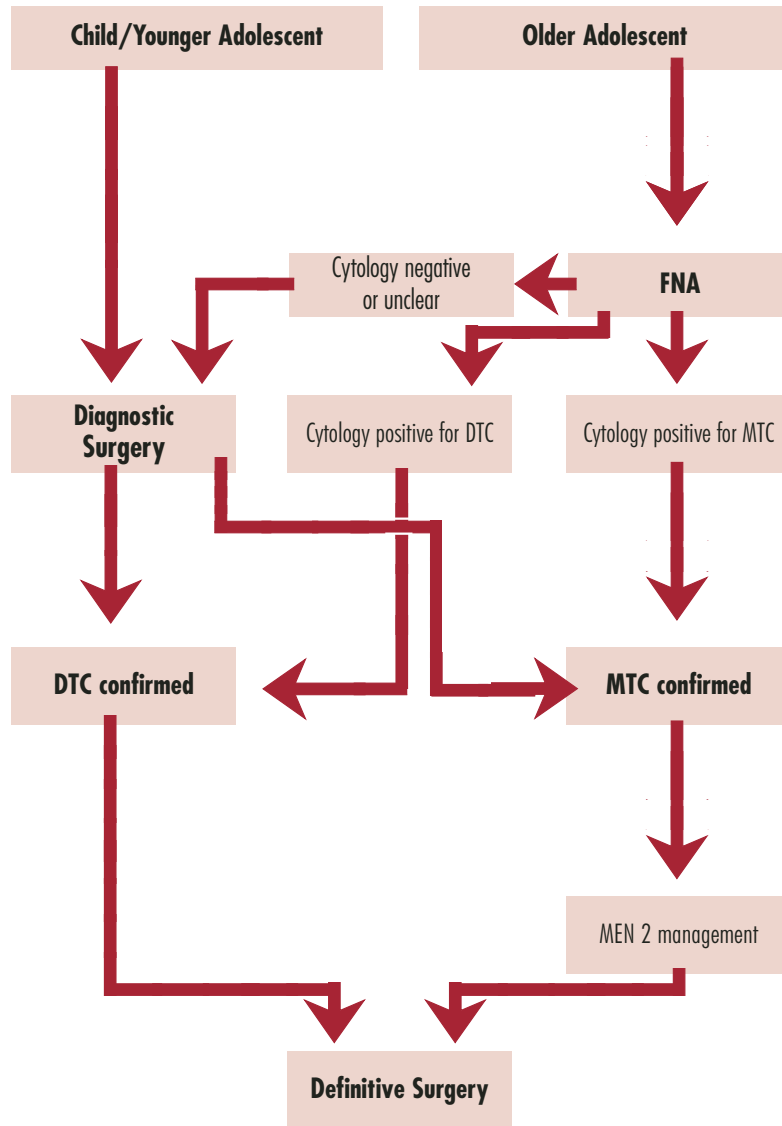 Child/Younger Adolescent
Older Adolescent
Cytology negative
or unclear
FNA
Diagnostic
Surgery
Cytology positive for DTC
Cytology positive for MTC
DTC confirmed
MTC confirmed
MEN 2 management
Definitive Surgery